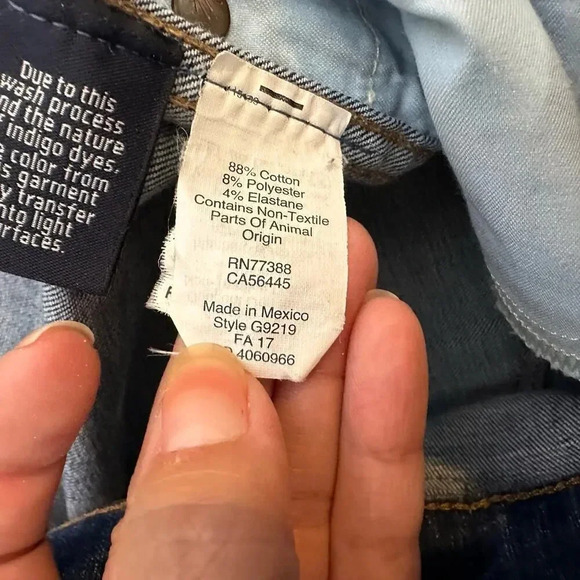 Due to this
wash process
nd the nature
indigo dyes.
color from
garment
transfer
light
88% Cotton
8% Polyester
4% Elastane
Contains Non-Textile
Parts Of Animal
Origin
RN77388
CA56445
Made in Mexico
Style G9219
FA 17
4060966